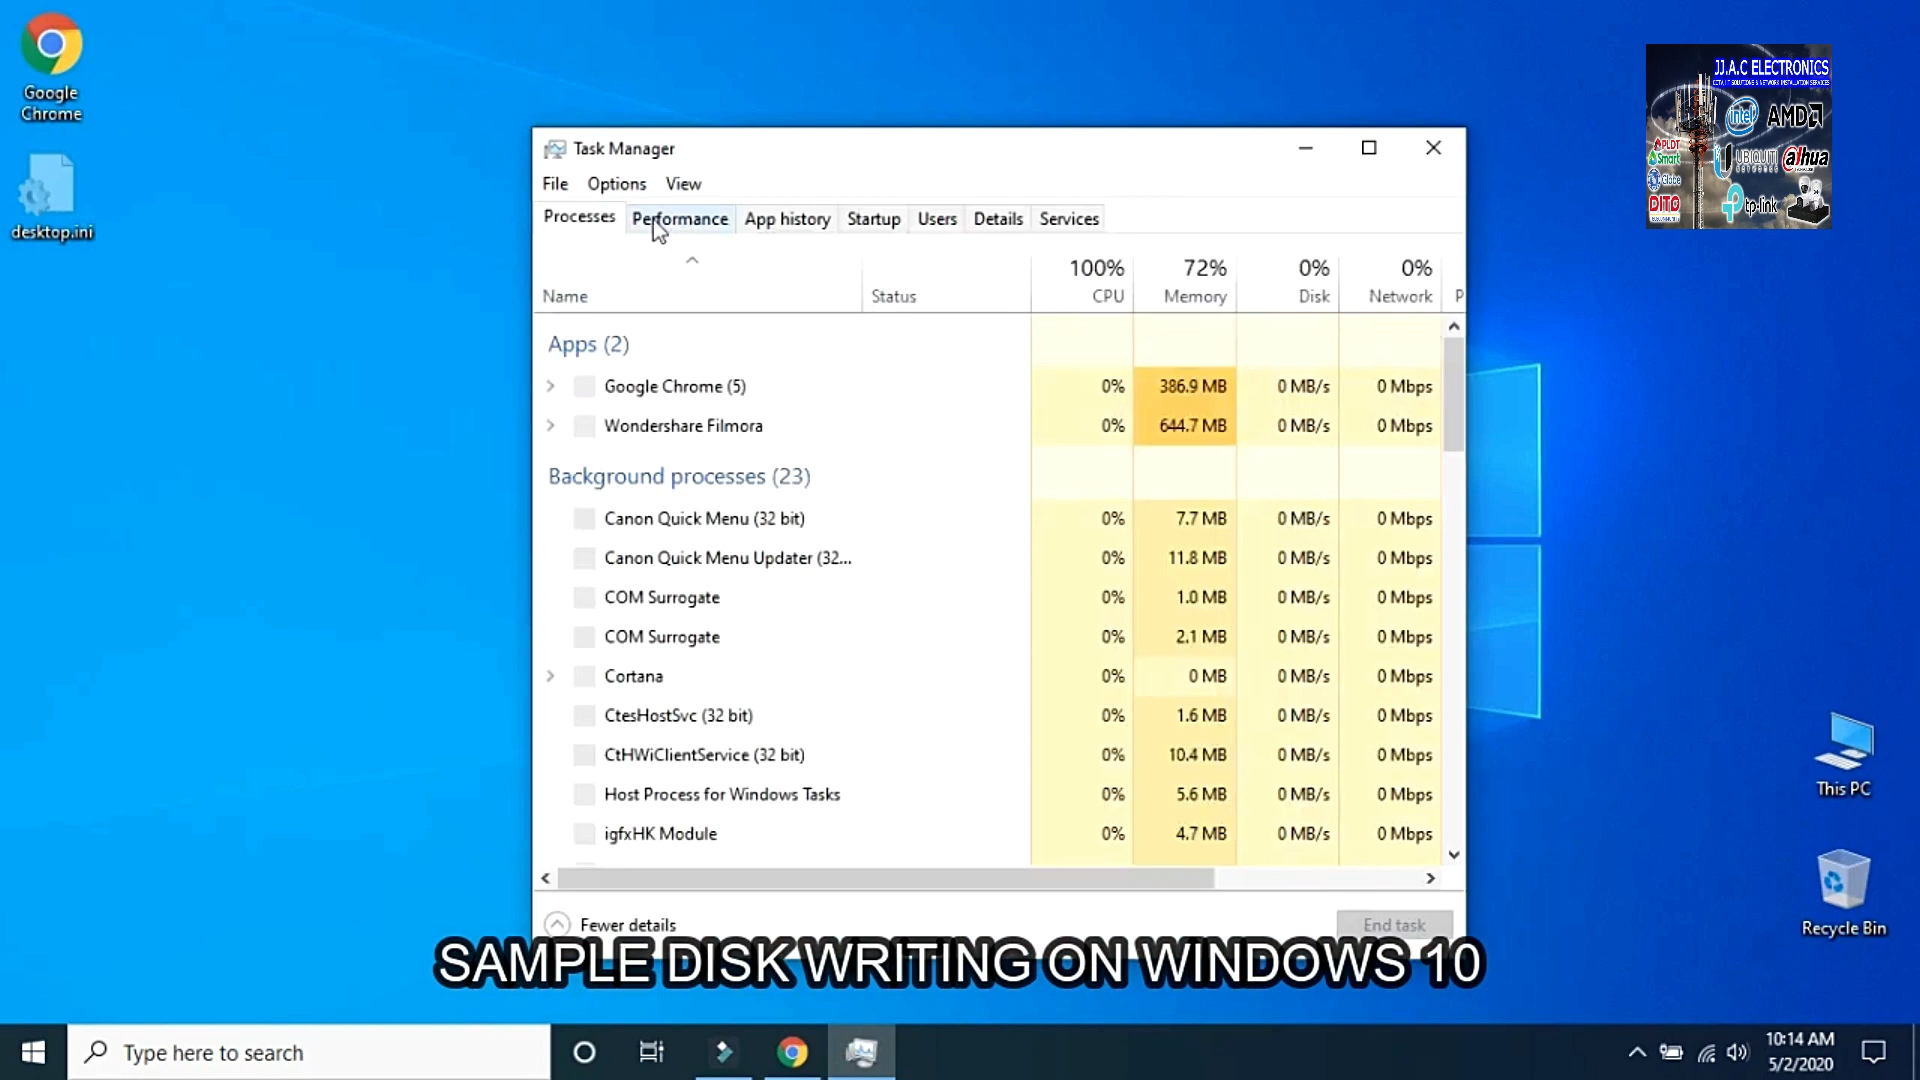 Google
Chrome
desktop.ini
JJ.A.C ELECTRONICS
intel AMD
PLDT
Smart
Globe
DITO
UBIQUITI
NETWORKS
alhua
tp-link
Task Manager
File Options View
Processes Performance App history Startup Users Details Services
100% 72% 0% 0%
Name Status CPU Memory Disk Network P
Apps (2)
Google Chrome (5) 0% 386.9 MB 0 MB/s 0 Mbps
Wondershare Filmora 0% 644.7 MB 0 MB/s 0 Mbps
Background processes (23)
Canon Quick Menu (32 bit) 0% 7.7 MB 0 MB/s 0 Mbps
Canon Quick Menu Updater (32... 0% 11.8 MB 0 MB/s 0 Mbps
COM Surrogate 0% 1.0 MB 0 MB/s 0 Mbps
COM Surrogate 0% 2.1 MB 0 MB/s 0 Mbps
Cortana 0% 0 MB 0 MB/s 0 Mbps
CtesHostSvc (32 bit) 0% 1.6 MB 0 MB/s 0 Mbps
CtHWiClientService (32 bit) 0% 10.4 MB 0 MB/s 0 Mbps
Host Process for Windows Tasks 0% 5.6 MB 0 MB/s 0 Mbps
igfxHK Module 0% 4.7 MB 0 MB/s 0 Mbps
Fewer details End task
SAMPLE DISK WRITING ON WINDOWS 10
This PC
Recycle Bin
Type here to search
10:14 AM
5/2/2020